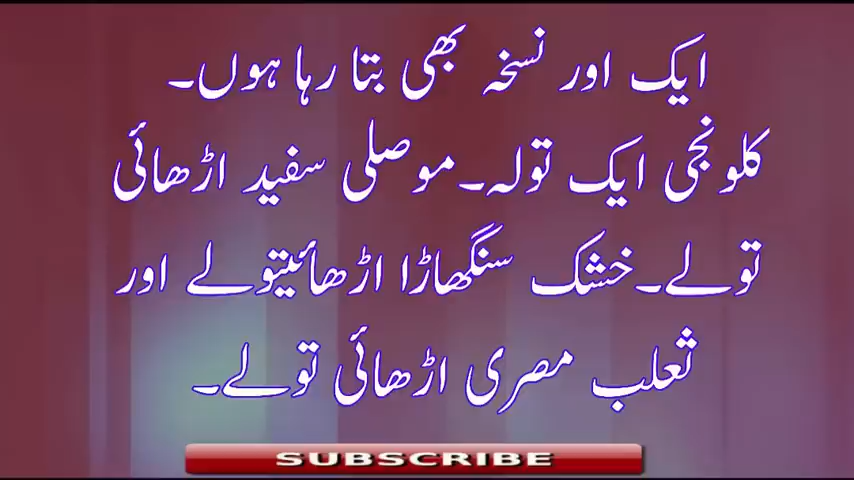 ایک اور نسخہ بھی بتا رہا ہوں۔
کلونجی ایک تولہ۔موصلی سفید اڑھائی
تولے۔خشک سنگھاڑا اڑھائیتولے اور
ثعلب مصری اڑھائی تولے۔
SUBSCRIBE